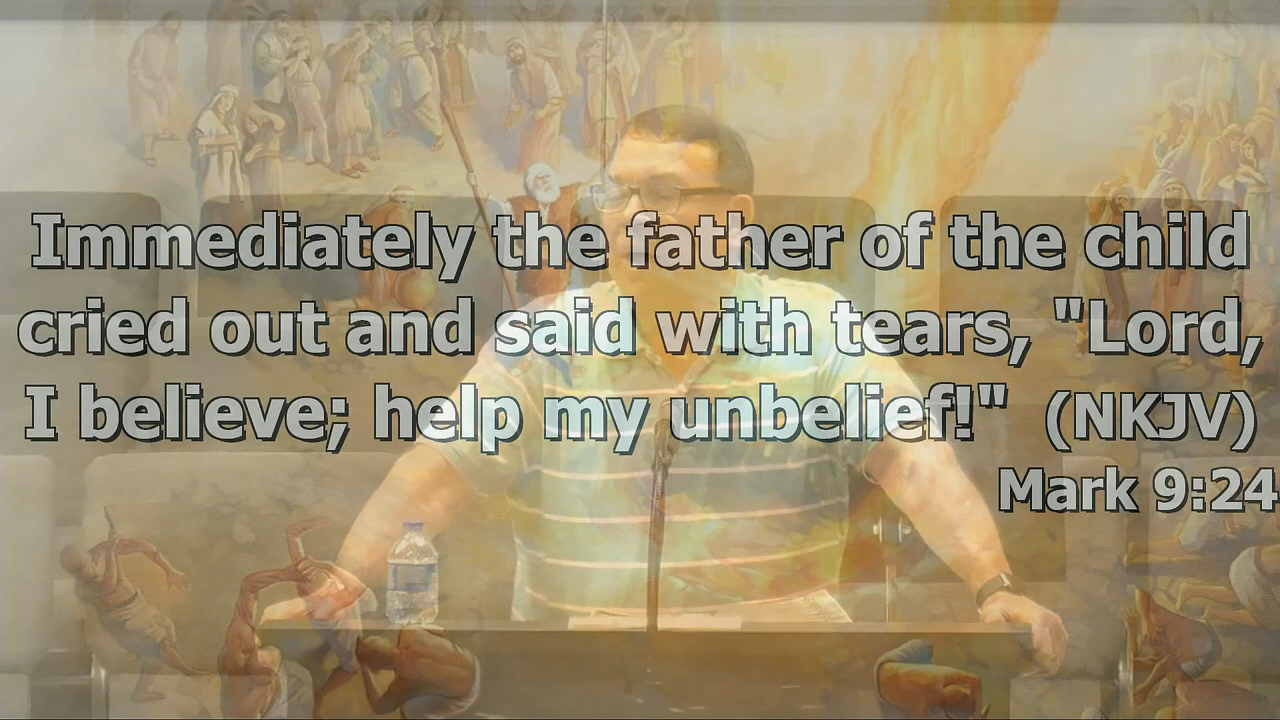 Immediately the father of the child
cried out and said with tears, "Lord,
I believe; help my unbelief!" (NKJV)
Mark 9:24